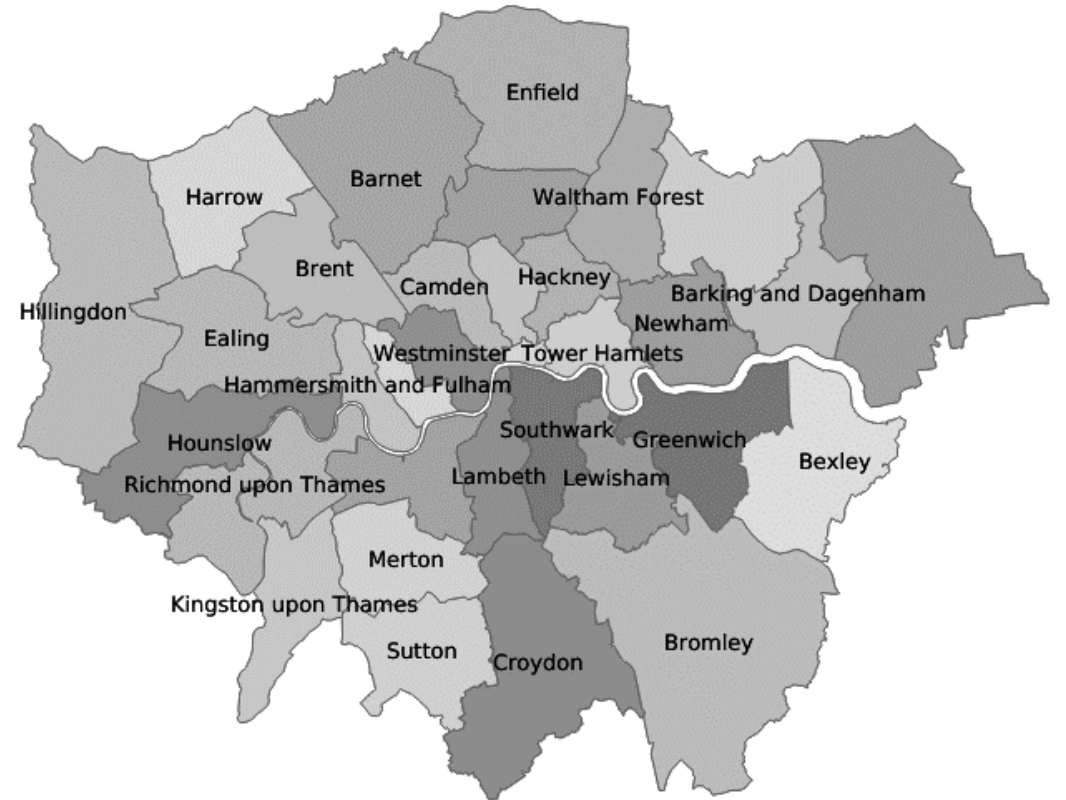 Enfield
Barnet
Harrow
Waltham Forest
Brent
Hackney
Camden
Barking and Dagenham
Hillingdon
Newham
Ealing
Westminster
Tower Hamlets
Hammersmith and Fulham
Southwark
Greenwich
Hounslow
Bexley
Lambeth
Lewisham
Richmond upon Thames
Merton
Kingston upon Thames
Bromley
Sutton
Croydon